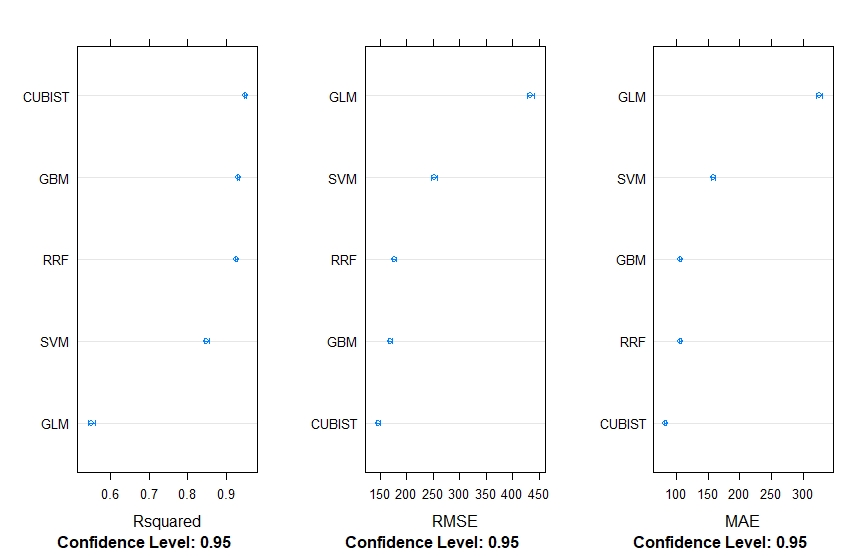 CUBIST
GBM
RRF
SVM
GLM
0.6 0.7 0.8 0.9
Rsquared
Confidence Level: 0.95
GLM
SVM
RRF
GBM
CUBIST
150 200 250 300 350 400 450
RMSE
Confidence Level: 0.95
GLM
SVM
GBM
RRF
CUBIST
100 150 200 250 300
MAE
Confidence Level: 0.95